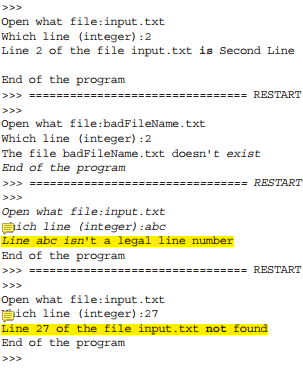 >>>
Open what file:input.txt
Which line (integer):2
Line 2 of the file input.txt is Second Line
End of the program
>>> ================================ RESTART
>>>
Open what file:badFileName.txt
Which line (integer):2
The file badFileName.txt doesn't exist
End of the program
>>> ================================ RESTART
>>>
Open what file:input.txt
ich line (integer):abc
Line abc isn't a legal line number
End of the program
>>> ================================ RESTART
>>>
Open what file:input.txt
ich line (integer):27
Line 27 of the file input.txt not found
End of the program
>>>